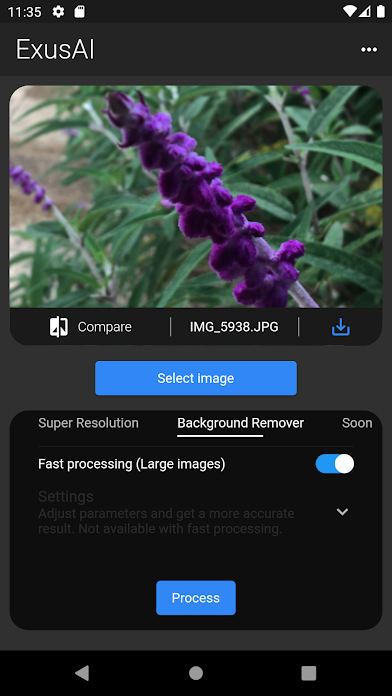 11:35
ExusAI
Compare
IMG_5938.JPG
Select image
Super Resolution
Background Remover
Soon
Fast processing (Large images)
Settings
Adjust parameters and get a more accurate
result. Not available with fast processing.
Process